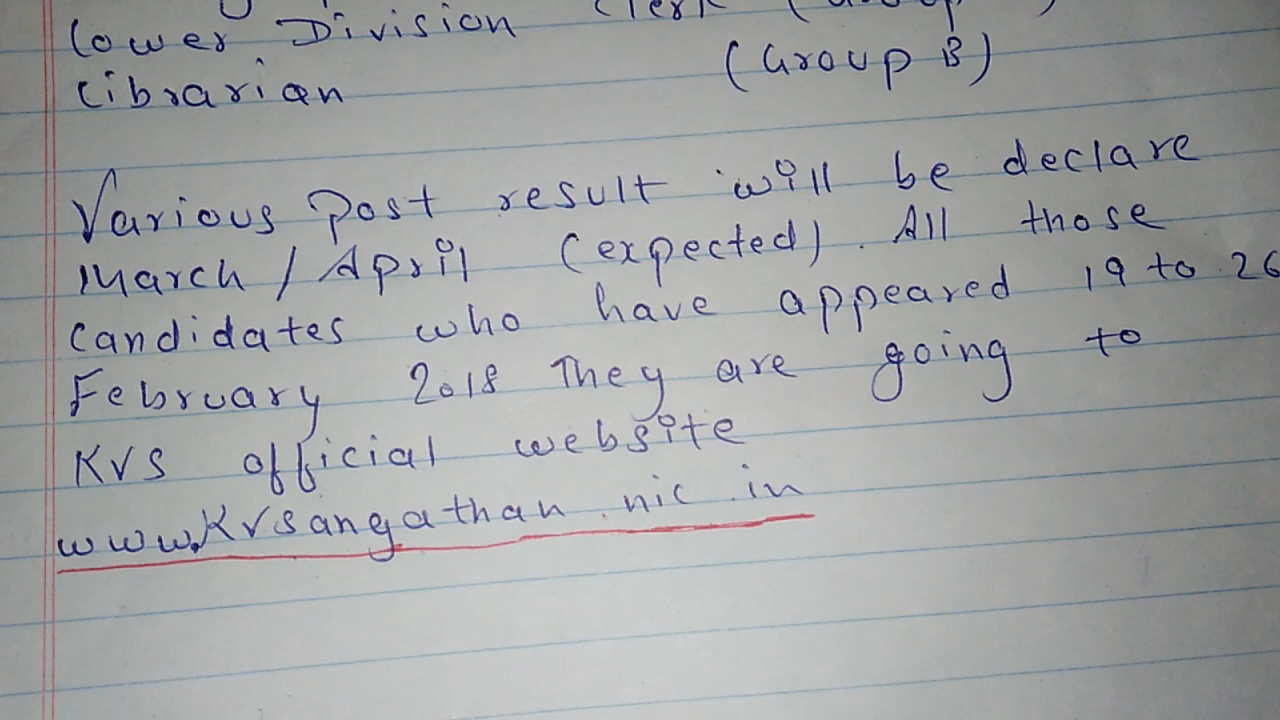 Lower Division Clerk
Librarian (Group B)
Various Post result will be declare
March / April (expected). All those
candidates who have appeared 19 to 26
February 2018 They are going to
KVS official website
www.Kvsangathan.nic.in